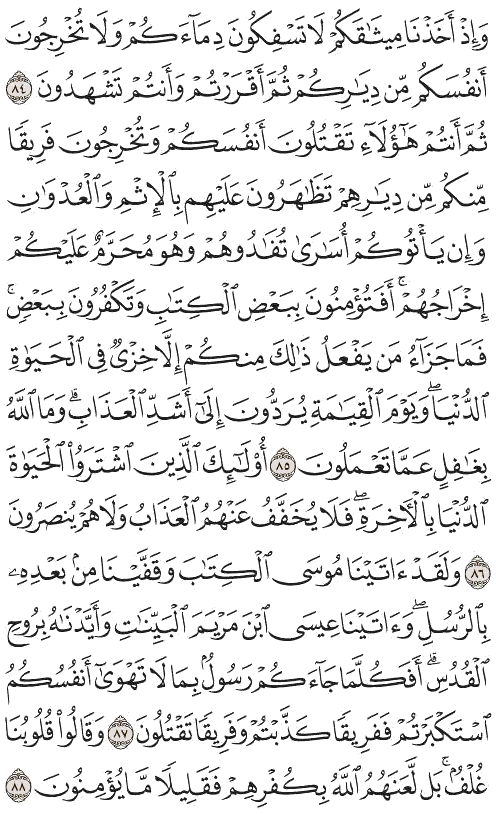 وَإِذۡ أَخَذۡنَا مِيثَٰقَكُمۡ لَا تَسۡفِكُونَ دِمَآءَكُمۡ وَلَا تُخۡرِجُونَ
أَنفُسَكُم مِّن دِيَٰرِكُمۡ ثُمَّ أَقۡرَرۡتُمۡ وَأَنتُمۡ تَشۡهَدُونَ ٨٤
ثُمَّ أَنتُمۡ هَٰٓؤُلَآءِ تَقۡتُلُونَ أَنفُسَكُمۡ وَتُخۡرِجُونَ فَرِيقٗا
مِّنكُم مِّن دِيَٰرِهِمۡ تَظَٰهَرُونَ عَلَيۡهِم بِٱلۡإِثۡمِ وَٱلۡعُدۡوَٰنِ
وَإِن يَأۡتُوكُمۡ أُسَٰرَىٰ تُفَٰدُوهُمۡ وَهُوَ مُحَرَّمٌ عَلَيۡكُمۡ
إِخۡرَاجُهُمۡۚ أَفَتُؤۡمِنُونَ بِبَعۡضِ ٱلۡكِتَٰبِ وَتَكۡفُرُونَ بِبَعۡضٖۚ
فَمَا جَزَآءُ مَن يَفۡعَلُ ذَٰلِكَ مِنكُمۡ إِلَّا خِزۡيٞ فِي ٱلۡحَيَوٰةِ
ٱلدُّنۡيَاۖ وَيَوۡمَ ٱلۡقِيَٰمَةِ يُرَدُّونَ إِلَىٰٓ أَشَدِّ ٱلۡعَذَابِۗ وَمَا ٱللَّهُ
بِغَٰفِلٍ عَمَّا تَعۡمَلُونَ ٨٥ أُوْلَٰٓئِكَ ٱلَّذِينَ ٱشۡتَرَوُاْ ٱلۡحَيَوٰةَ
ٱلدُّنۡيَا بِٱلۡأٓخِرَةِۖ فَلَا يُخَفَّفُ عَنۡهُمُ ٱلۡعَذَابُ وَلَا هُمۡ يُنصَرُونَ
٨٦ وَلَقَدۡ ءَاتَيۡنَا مُوسَى ٱلۡكِتَٰبَ وَقَفَّيۡنَا مِنۢ بَعۡدِهِۦ
بِٱلرُّسُلِۖ وَءَاتَيۡنَا عِيسَى ٱبۡنَ مَرۡيَمَ ٱلۡبَيِّنَٰتِ وَأَيَّدۡنَٰهُ بِرُوحِ
ٱلۡقُدُسِۗ أَفَكُلَّمَا جَآءَكُمۡ رَسُولُۢ بِمَا لَا تَهۡوَىٰٓ أَنفُسُكُمُ
ٱسۡتَكۡبَرۡتُمۡ فَفَرِيقٗا كَذَّبۡتُمۡ وَفَرِيقٗا تَقۡتُلُونَ ٨٧ وَقَالُواْ قُلُوبُنَا
غُلۡفُۢۚ بَل لَّعَنَهُمُ ٱللَّهُ بِكُفۡرِهِمۡ فَقَلِيلٗا مَّا يُؤۡمِنُونَ ٨٨